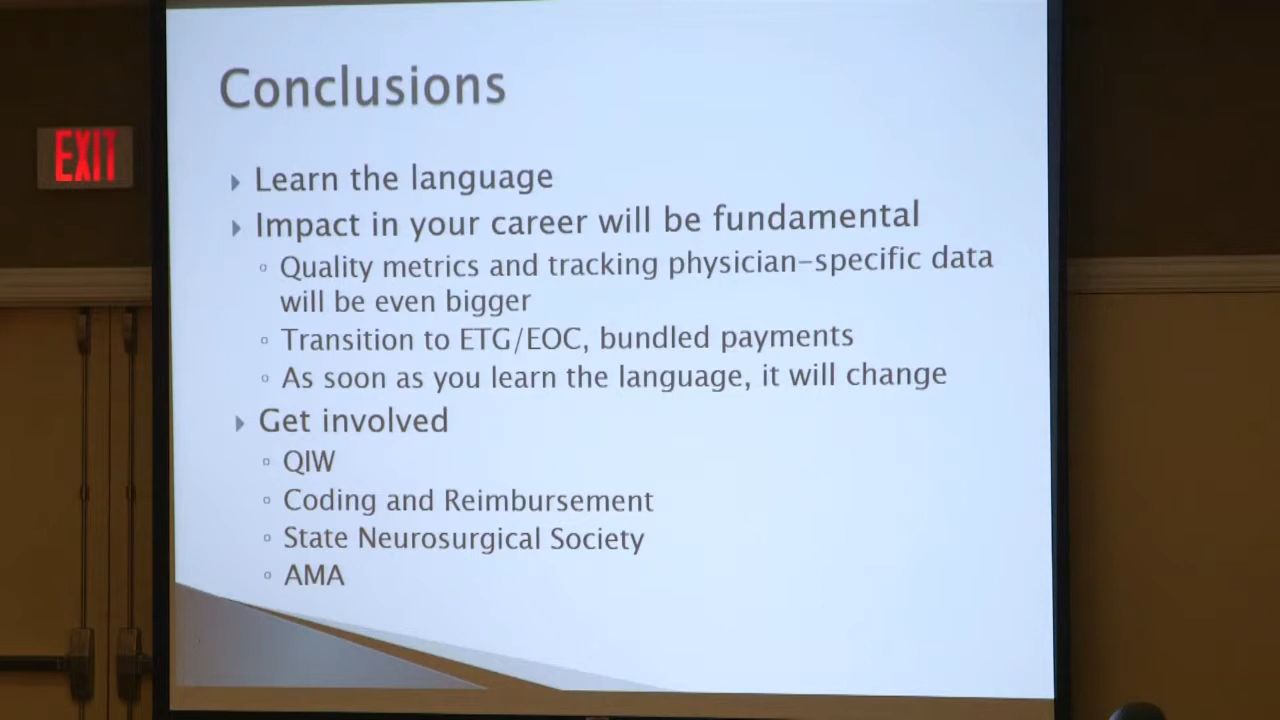 Conclusions
EXIT
Learn the language
Impact in your career will be fundamental
Quality metrics and tracking physician-specific data
will be even bigger
Transition to ETG/EOC, bundled payments
As soon as you learn the language, it will change
Get involved
QIW
Coding and Reimbursement
State Neurosurgical Society
AMA